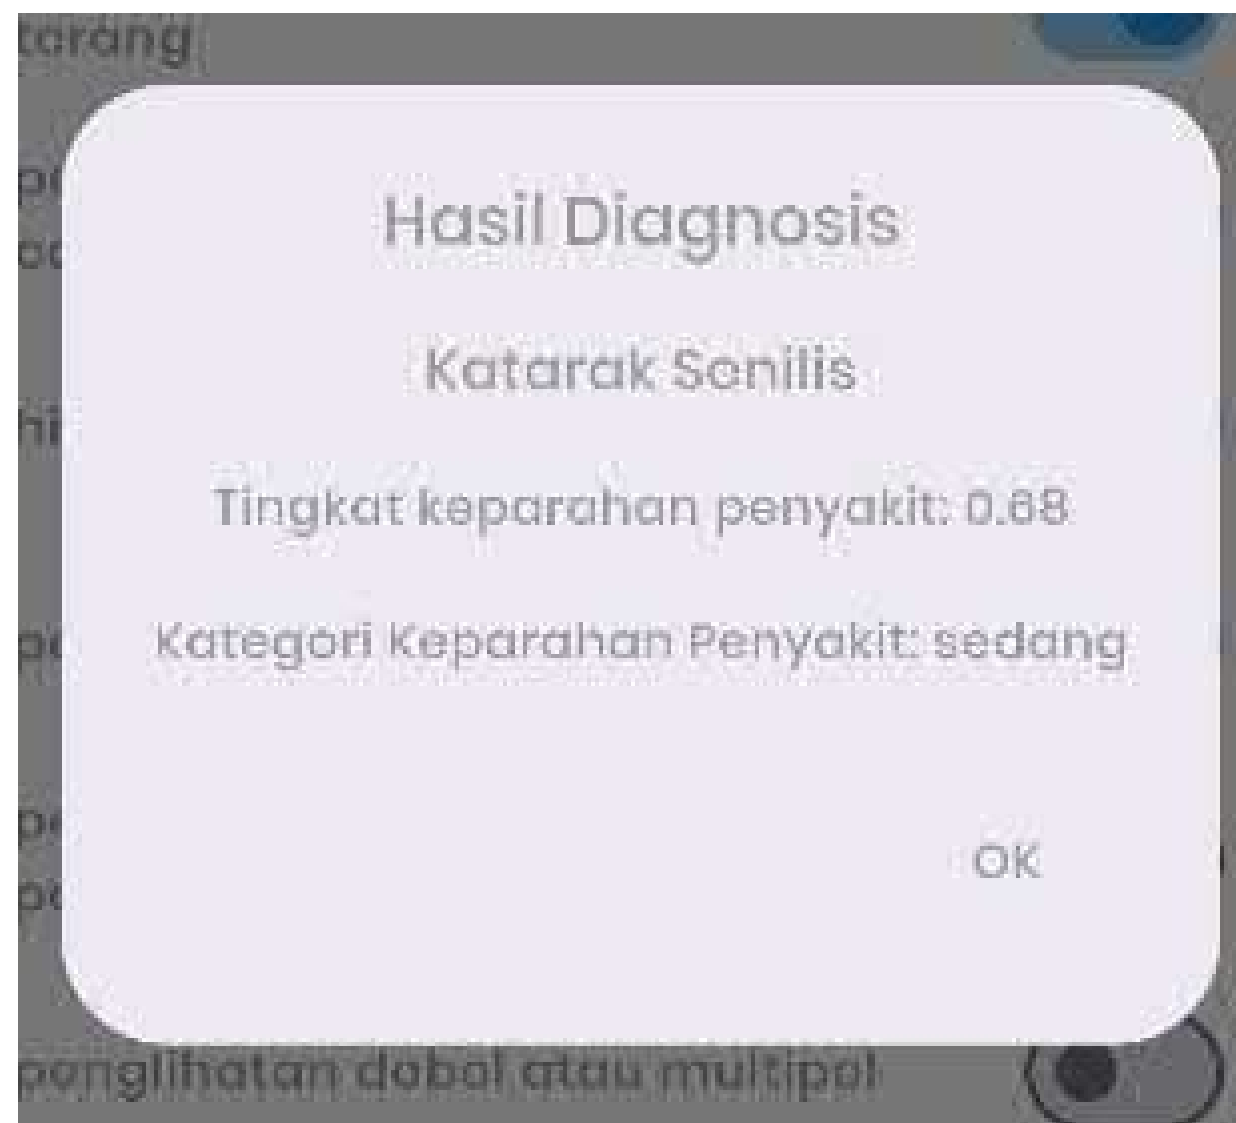 terang
Hasil Diagnosis
Katarak Senilis
Tingkat keparahan penyakit: 0.68
Kategori Keparahan Penyakit: sedang
OK
penglihatan dobel atau multipel